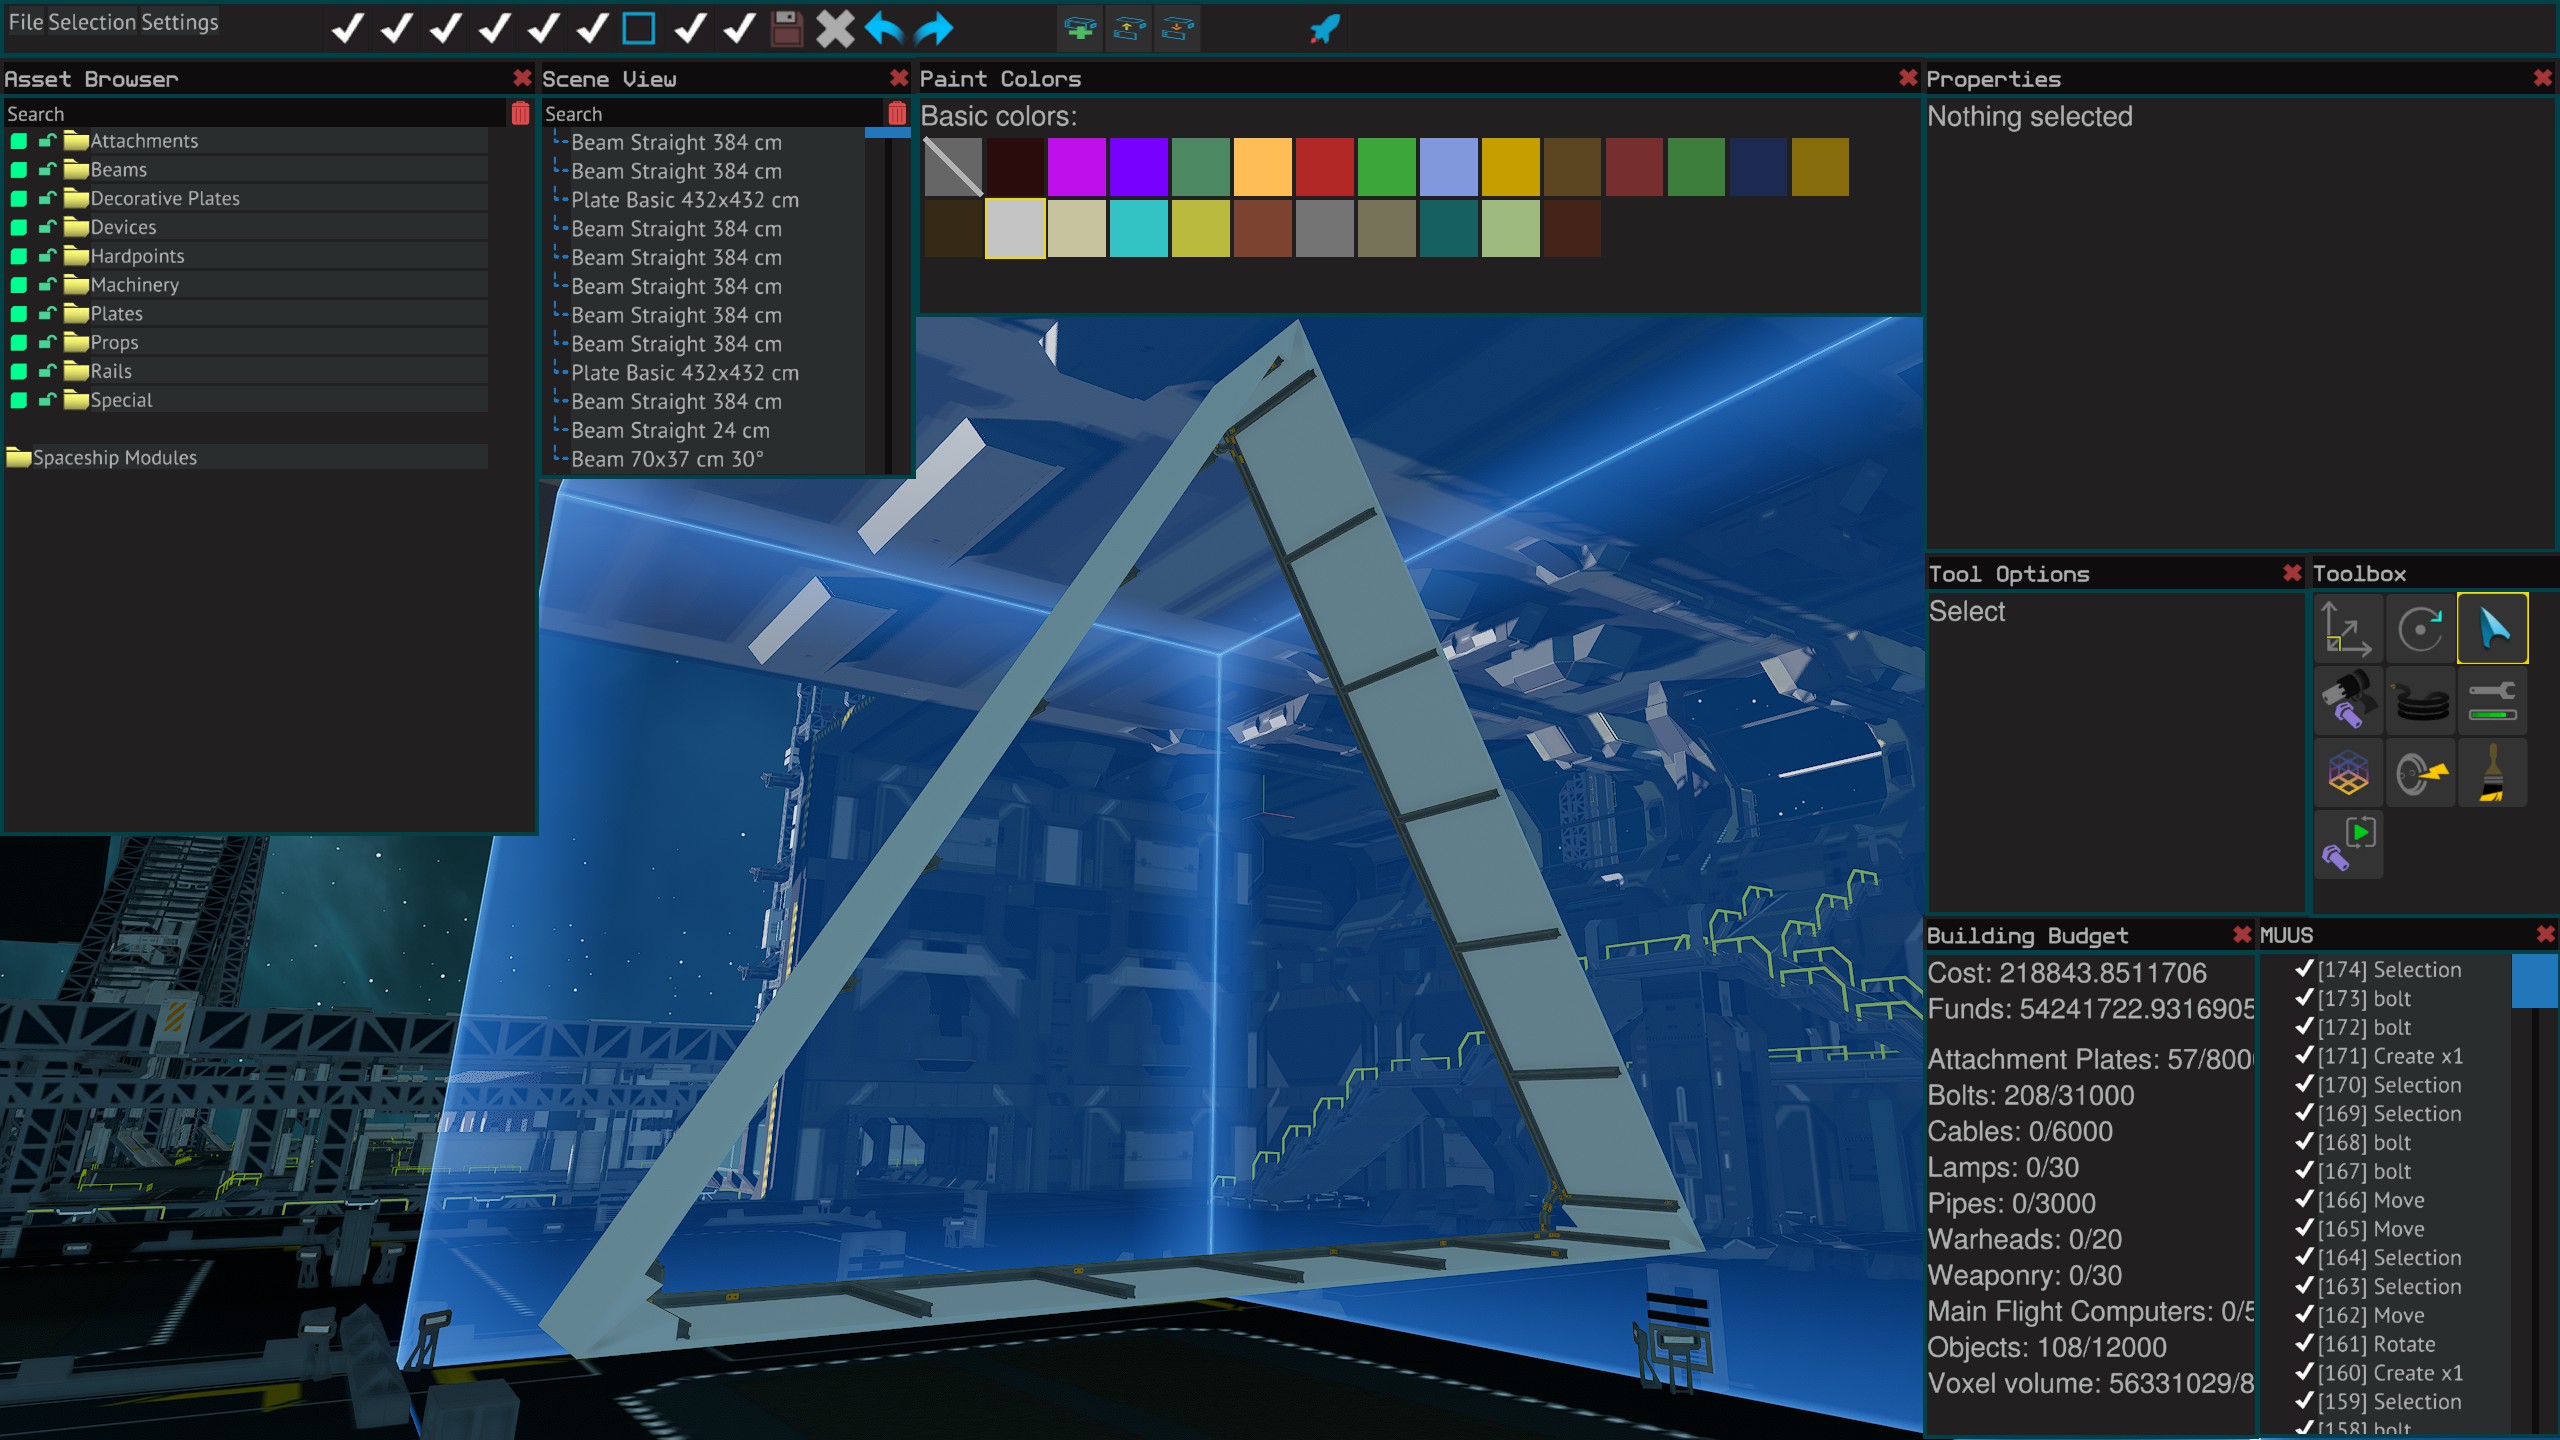 File Selection Settings
Asset Browser
Search
Attachments
Beams
Decorative Plates
Devices
Hardpoints
Machinery
Plates
Props
Rails
Special
Spaceship Modules
Scene View
Search
Beam Straight 384 cm
Beam Straight 384 cm
Plate Basic 432x432 cm
Beam Straight 384 cm
Beam Straight 384 cm
Beam Straight 384 cm
Beam Straight 384 cm
Beam Straight 384 cm
Plate Basic 432x432 cm
Beam Straight 384 cm
Beam Straight 24 cm
Beam 70x37 cm 30°
Paint Colors
Basic colors:
Properties
Nothing selected
Tool Options
Select
Toolbox
Building Budget
Cost: 218843.8511706
Funds: 54241722.9316905
Attachment Plates: 57/800
Bolts: 208/31000
Cables: 0/6000
Lamps: 0/30
Pipes: 0/3000
Warheads: 0/20
Weaponry: 0/30
Main Flight Computers: 0/5
Objects: 108/12000
Voxel volume: 56331029/8
MUUS
[174] Selection
[173] bolt
[172] bolt
[171] Create x1
[170] Selection
[169] Selection
[168] bolt
[167] bolt
[166] Move
[165] Move
[164] Selection
[163] Selection
[162] Move
[161] Rotate
[160] Create x1
[159] Selection
[158] bolt